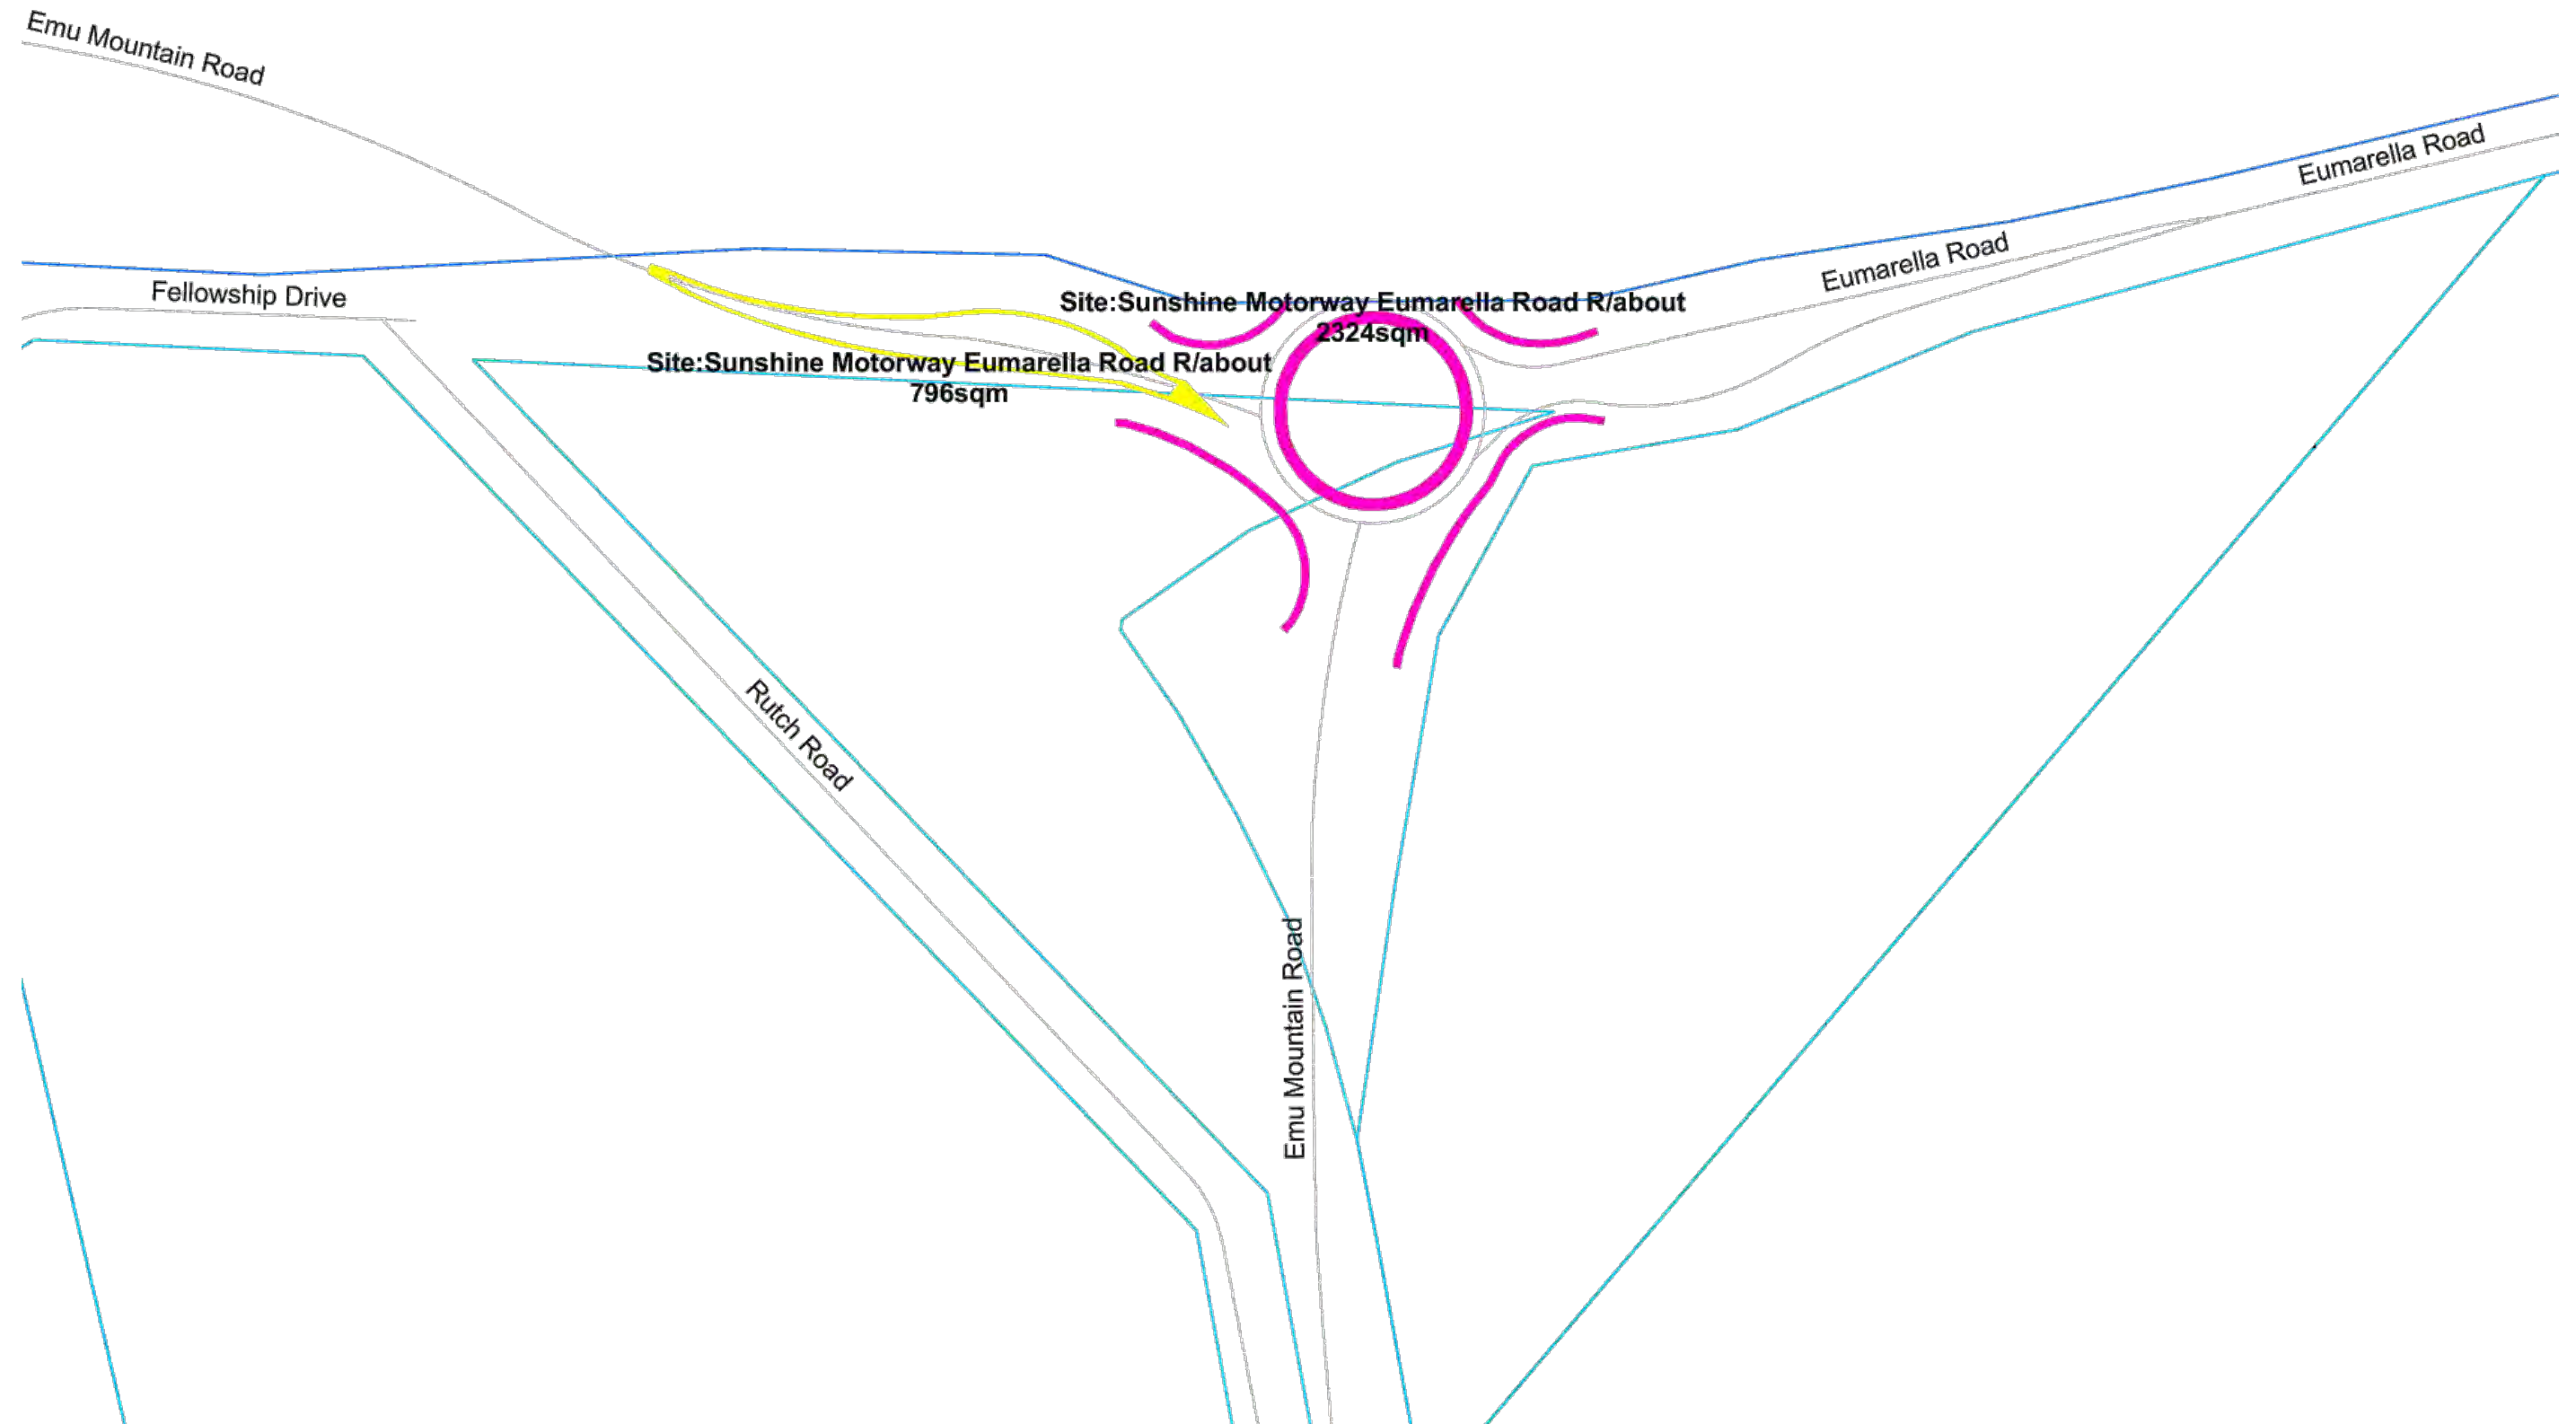 Emu Mountain Road
Eumarella Road
Eumarella Road
Fellowship Drive
Site:Sunshine Motorway Eumarella Road R/about
2324sqm
Site:Sunshine Motorway Eumarella Road R/about
796sqm
Rutch Road
Emu Mountain Road